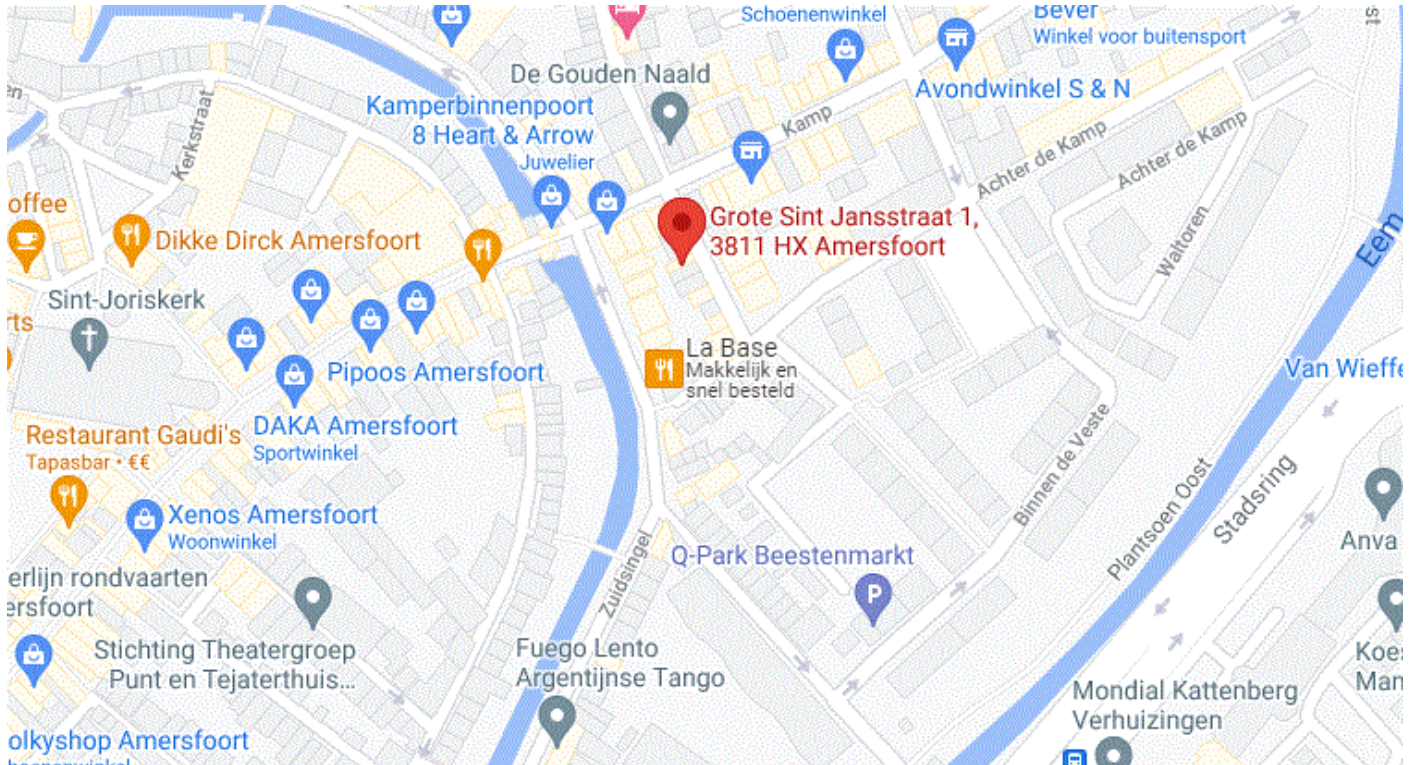 Schoenenwinkel
Bever
Winkel voor buitensport
De Gouden Naald
Avondwinkel S & N
Kamperbinnenpoort
8 Heart & Arrow
Juwelier
Kamp
Kerkstraat
Achter de Kamp
Achter de Kamp
Waltoren
Eem
offee
Dikke Dirck Amersfoort
Grote Sint Jansstraat 1,
3811 HX Amersfoort
Sint-Joriskerk
rts
La Base
Makkelijk en
snel besteld
Pipoos Amersfoort
Van Wieffe
DAKA Amersfoort
Sportwinkel
Restaurant Gaudi's
Tapasbar • €€
Binnen de Veste
Plantsoen Oost
Stadsring
Xenos Amersfoort
Woonwinkel
Zuidsingel
Q-Park Beestenmarkt
P
Anva
erlijn rondvaarten
ersfoort
Stichting Theatergroep
Punt en Tejaterthuis...
Fuego Lento
Argentijnse Tango
Koes
Man
Mondial Kattenberg
Verhuizingen
olkyshop Amersfoort